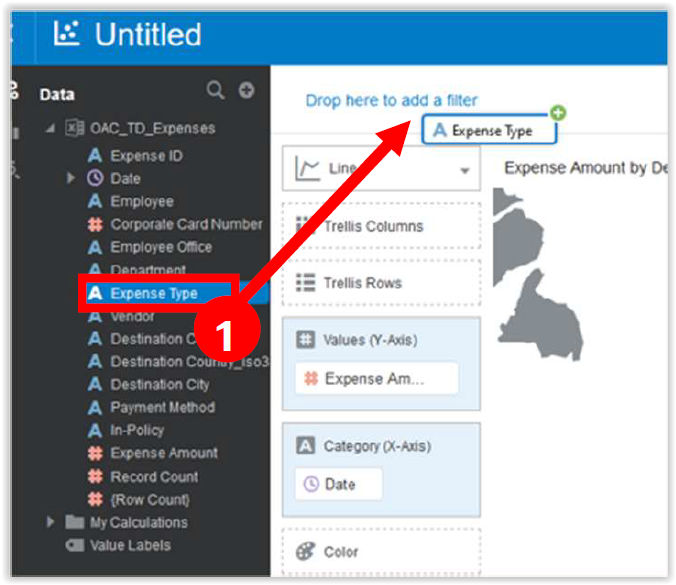 Untitled
Data
Drop here to add a filter
A Expense Type
OAC_TD_Expenses
A Expense ID
Date
A Employee
# Corporate Card Number
A Employee Office
A Department
A Expense Type
A Vendor
1
A Destination C
A Destination Country_Iso3
A Destination City
A Payment Method
A In-Policy
# Expense Amount
# Record Count
# {Row Count}
My Calculations
Value Labels
Line
Trellis Columns
Trellis Rows
# Values (Y-Axis)
# Expense Am...
A Category (X-Axis)
Date
Color
Expense Amount by De